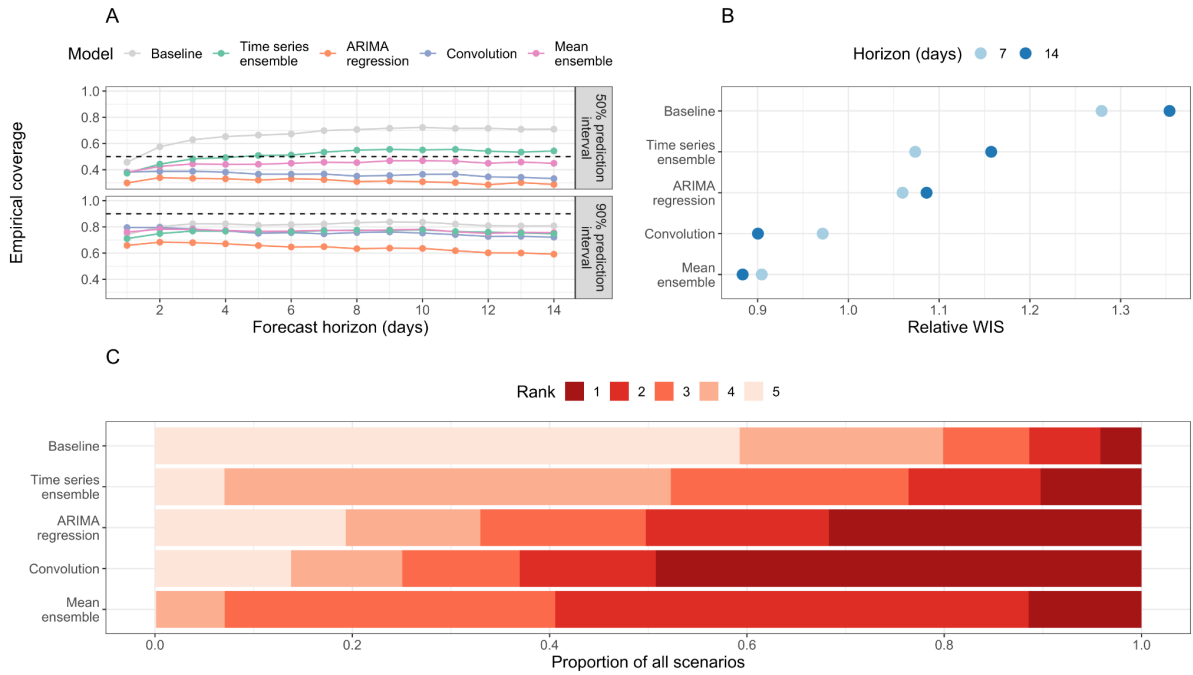 A
Model Baseline Time series ensemble ARIMA regression Convolution Mean ensemble
Empirical coverage
1.0
0.8
0.6
0.4
50% prediction
interval
1.0
0.8
0.6
0.4
90% prediction
interval
2 4 6 8 10 12 14
Forecast horizon (days)
B
Horizon (days) 7 14
Baseline
Time series
ensemble
ARIMA
regression
Convolution
Mean
ensemble
0.9 1.0 1.1 1.2 1.3
Relative WIS
C
Rank 1 2 3 4 5
Baseline
Time series
ensemble
ARIMA
regression
Convolution
Mean
ensemble
0.0 0.2 0.4 0.6 0.8 1.0
Proportion of all scenarios